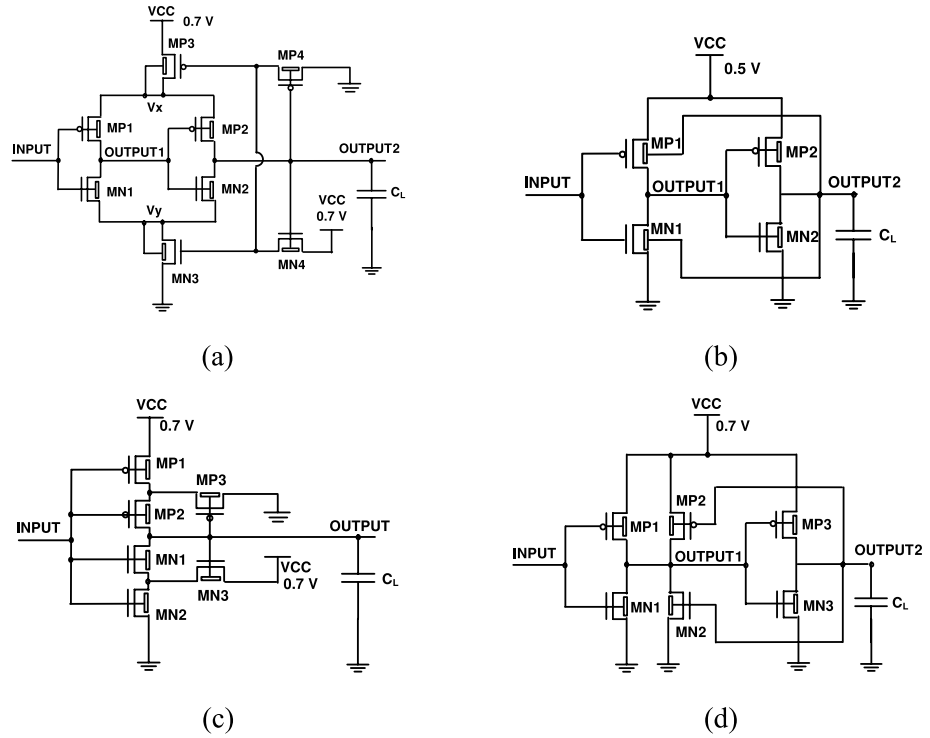 VCC
0.7 V
MP3
MP4
Vx
MP1
MP2
INPUT
OUTPUT1
OUTPUT2
MN1
MN2
CL
Vy
VCC
0.7 V
MN3
MN4
(a)
VCC
0.5 V
MP1
MP2
INPUT
OUTPUT1
OUTPUT2
MN1
MN2
CL
(b)
VCC
0.7 V
MP1
MP3
MP2
INPUT
OUTPUT
MN1
VCC
0.7 V
CL
MN3
MN2
(c)
VCC
0.7 V
MP2
MP1
MP3
INPUT
OUTPUT1
OUTPUT2
MN1
MN3
CL
MN2
(d)